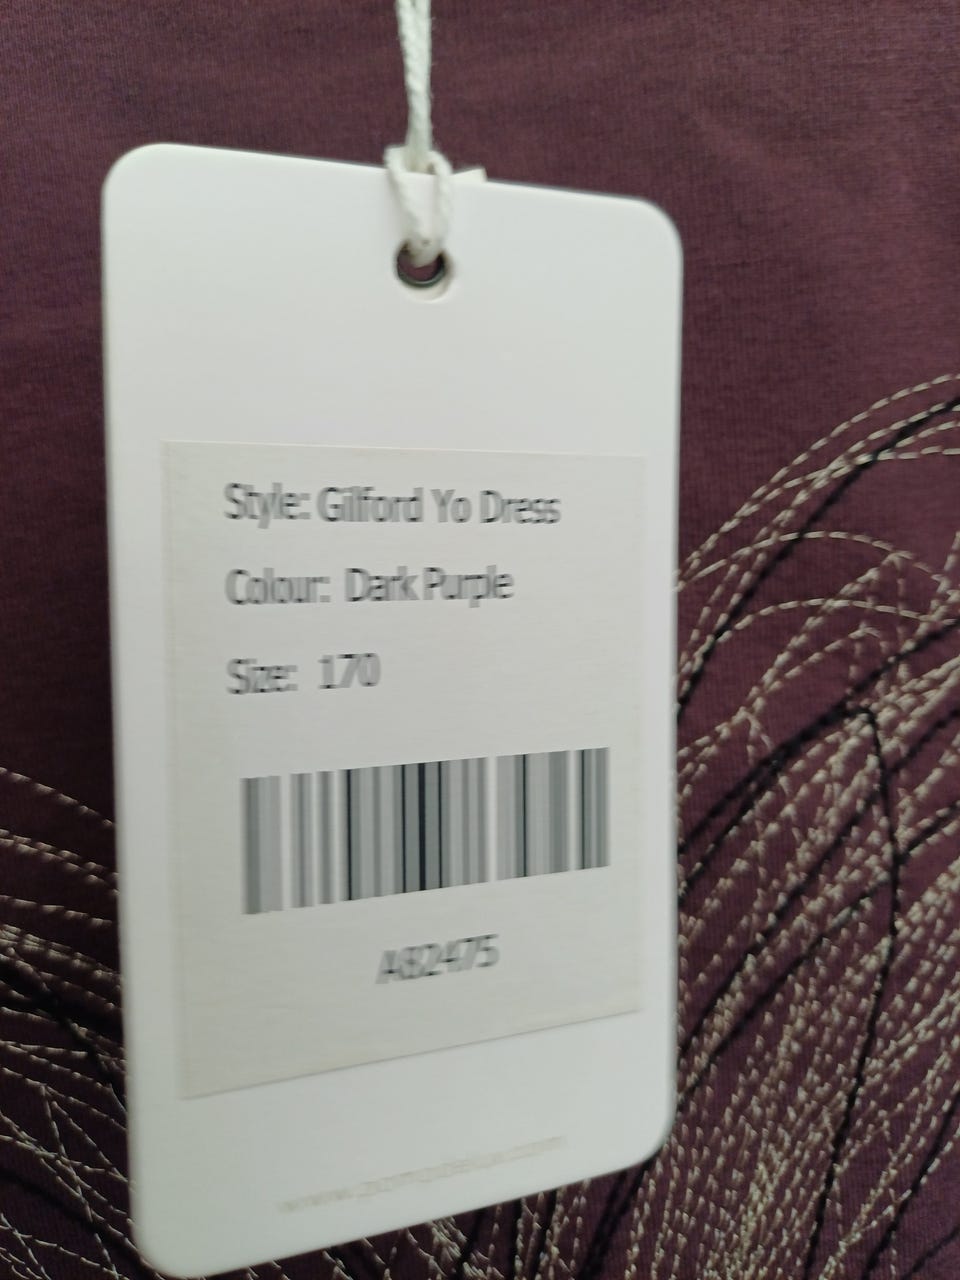 Style: Gilford Yo Dress
Colour: Dark Purple
Size: 170
A82475